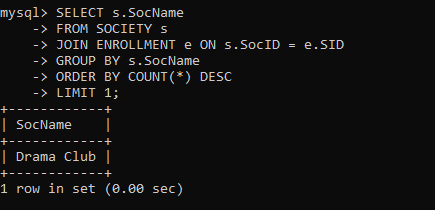 mysql> SELECT s.SocName
    -> FROM SOCIETY s
    -> JOIN ENROLLMENT e ON s.SocID = e.SID
    -> GROUP BY s.SocName
    -> ORDER BY COUNT(*) DESC
    -> LIMIT 1;
+------------+
| SocName    |
+------------+
| Drama Club |
+------------+
1 row in set (0.00 sec)